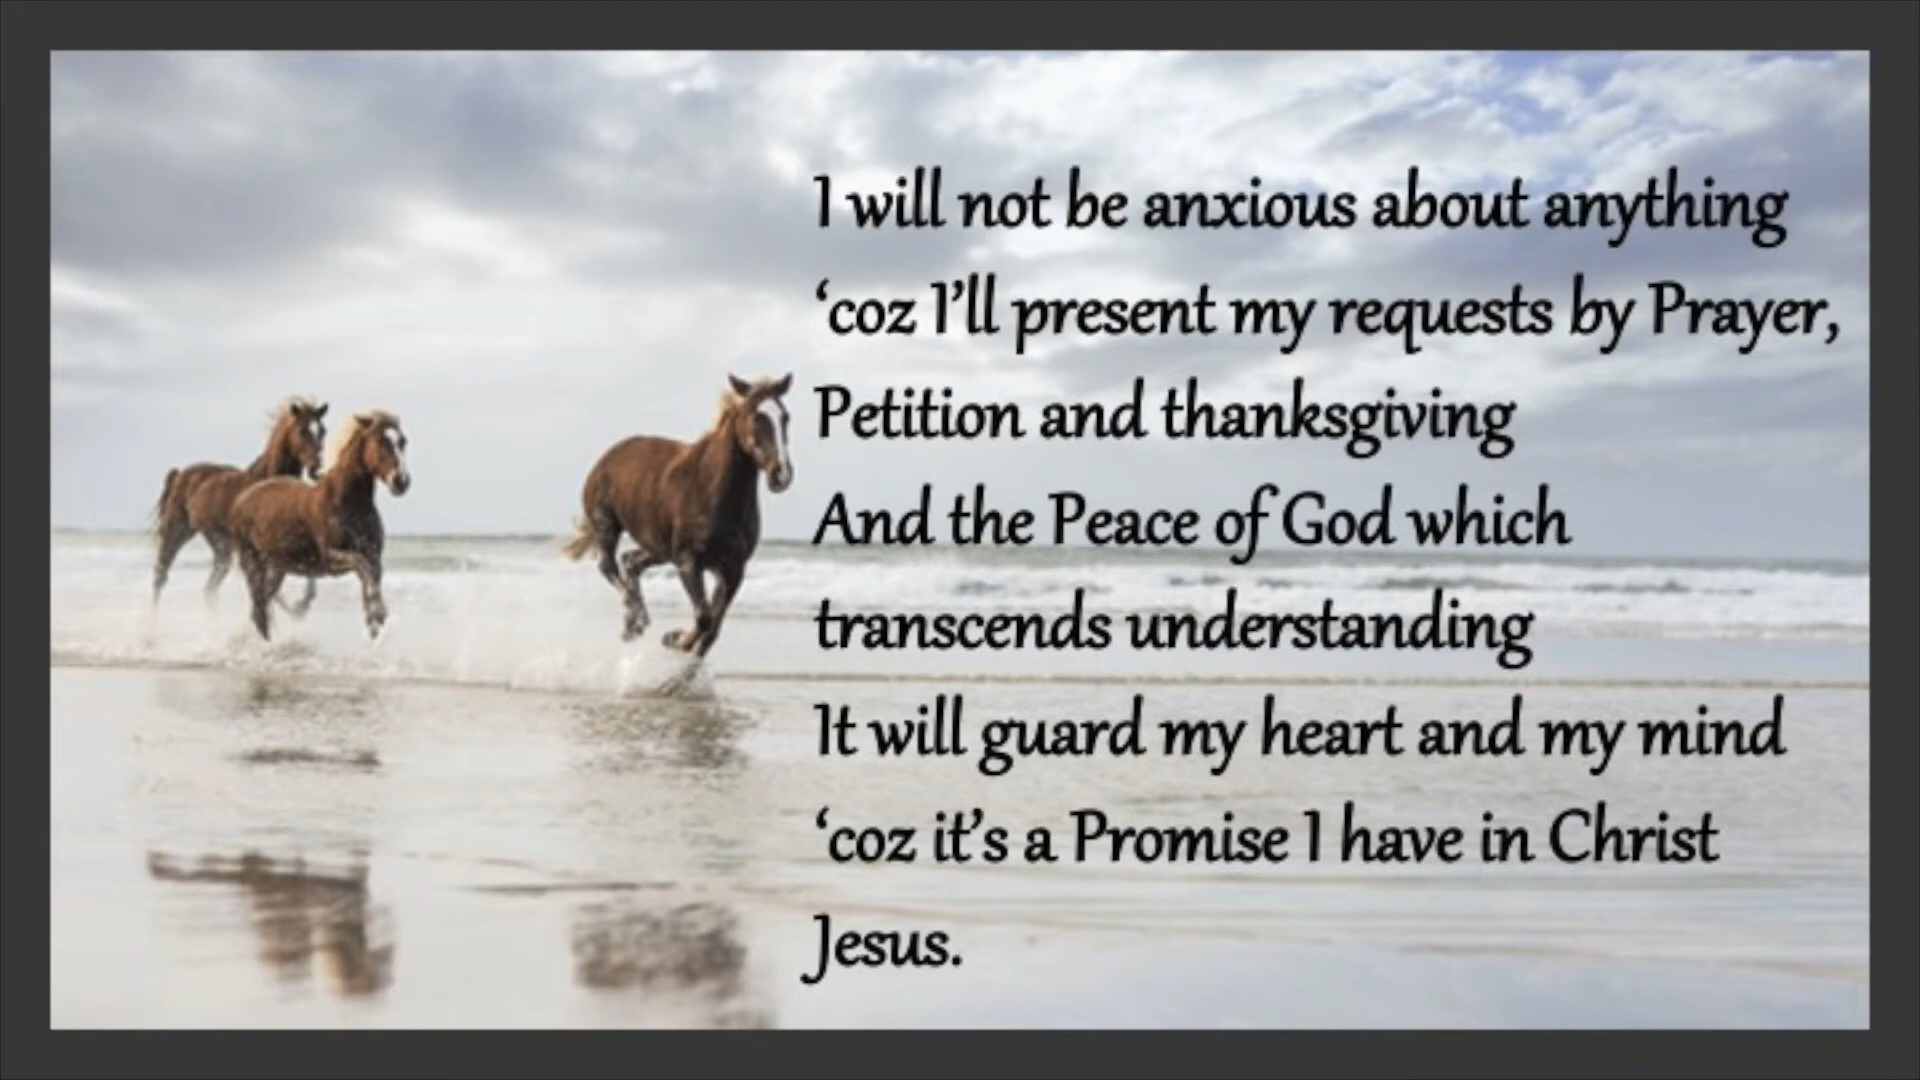 I will not be anxious about anything
‘coz I’ll present my requests by Prayer,
Petition and thanksgiving
And the Peace of God which
transcends understanding
It will guard my heart and my mind
‘coz it’s a Promise I have in Christ
Jesus.